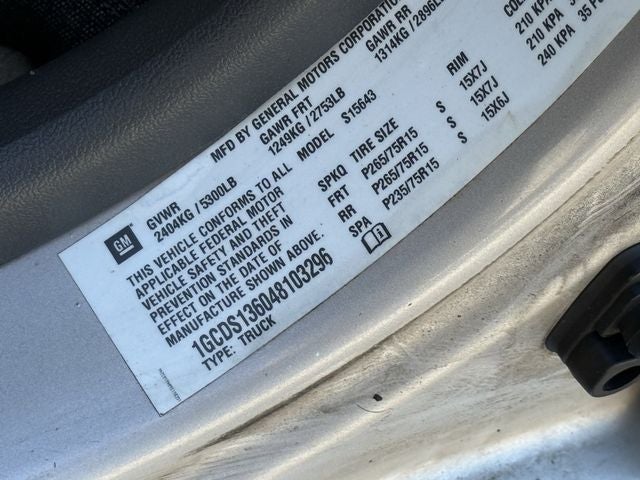 MFD BY GENERAL MOTORS CORPORATION
GVWR GAWR FRT GAWR RR
2404KG / 5300LB 1249KG / 2753LB 1314KG / 2896LB
THIS VEHICLE CONFORMS TO ALL
APPLICABLE FEDERAL MOTOR
VEHICLE SAFETY AND THEFT
PREVENTION STANDARDS IN
EFFECT ON THE DATE OF
MANUFACTURE SHOWN ABOVE.
1GCDS136048103296
TYPE: TRUCK
MODEL: S15643
TIRE SIZE RIM
SPKQ
FRT P265/75R15 S 15X7J 210 KPA
RR P265/75R15 S 15X7J 210 KPA
SPA P235/75R15 S 15X6J 240 KPA 35
GM